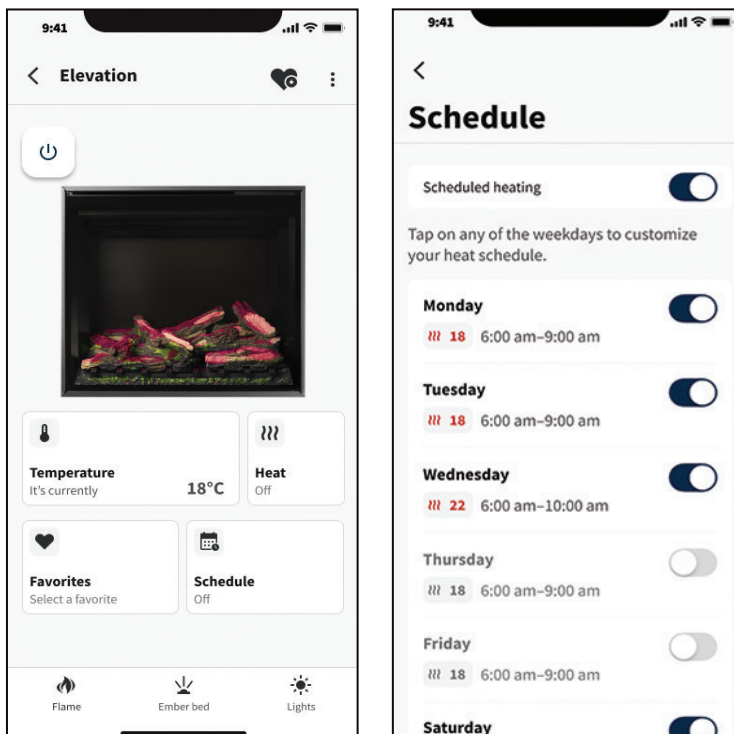 9:41
Elevation
Temperature
It's currently
18°C
Heat
Off
Favorites
Select a favorite
Schedule
Off
Flame
Ember bed
Lights
9:41
Schedule
Scheduled heating
Tap on any of the weekdays to customize
your heat schedule.
Monday
18 6:00 am–9:00 am
Tuesday
18 6:00 am–9:00 am
Wednesday
22 6:00 am–10:00 am
Thursday
18 6:00 am–9:00 am
Friday
18 6:00 am–9:00 am
Saturday